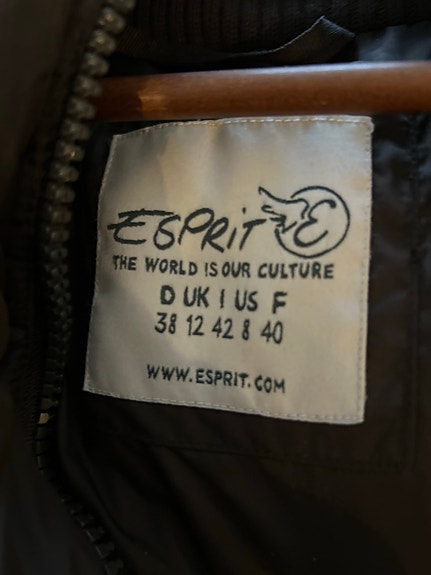 ESPRIT E
THE WORLD IS OUR CULTURE
D UK I US F
38 12 42 8 40
WWW.ESPRIT.COM